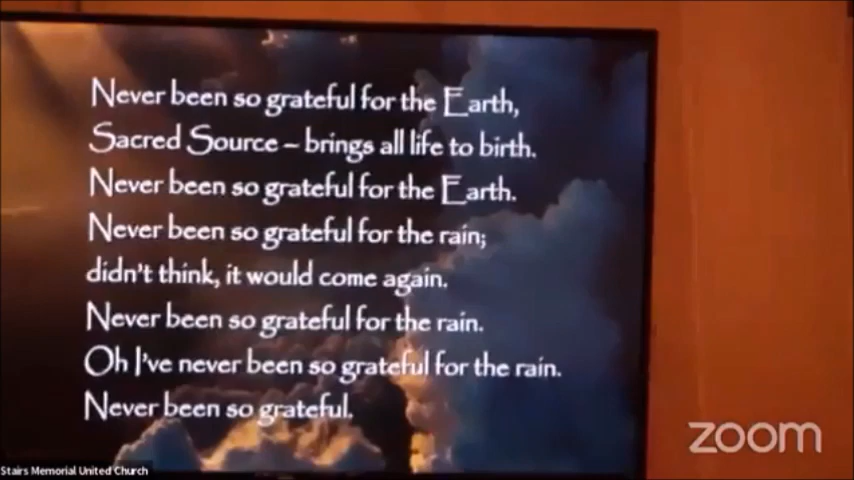 Never been so grateful for the Earth,
Sacred Source – brings all life to birth.
Never been so grateful for the Earth.
Never been so grateful for the rain;
didn't think, it would come again.
Never been so grateful for the rain.
Oh I've never been so grateful for the rain.
Never been so grateful.
zoom
Stairs Memorial United Church